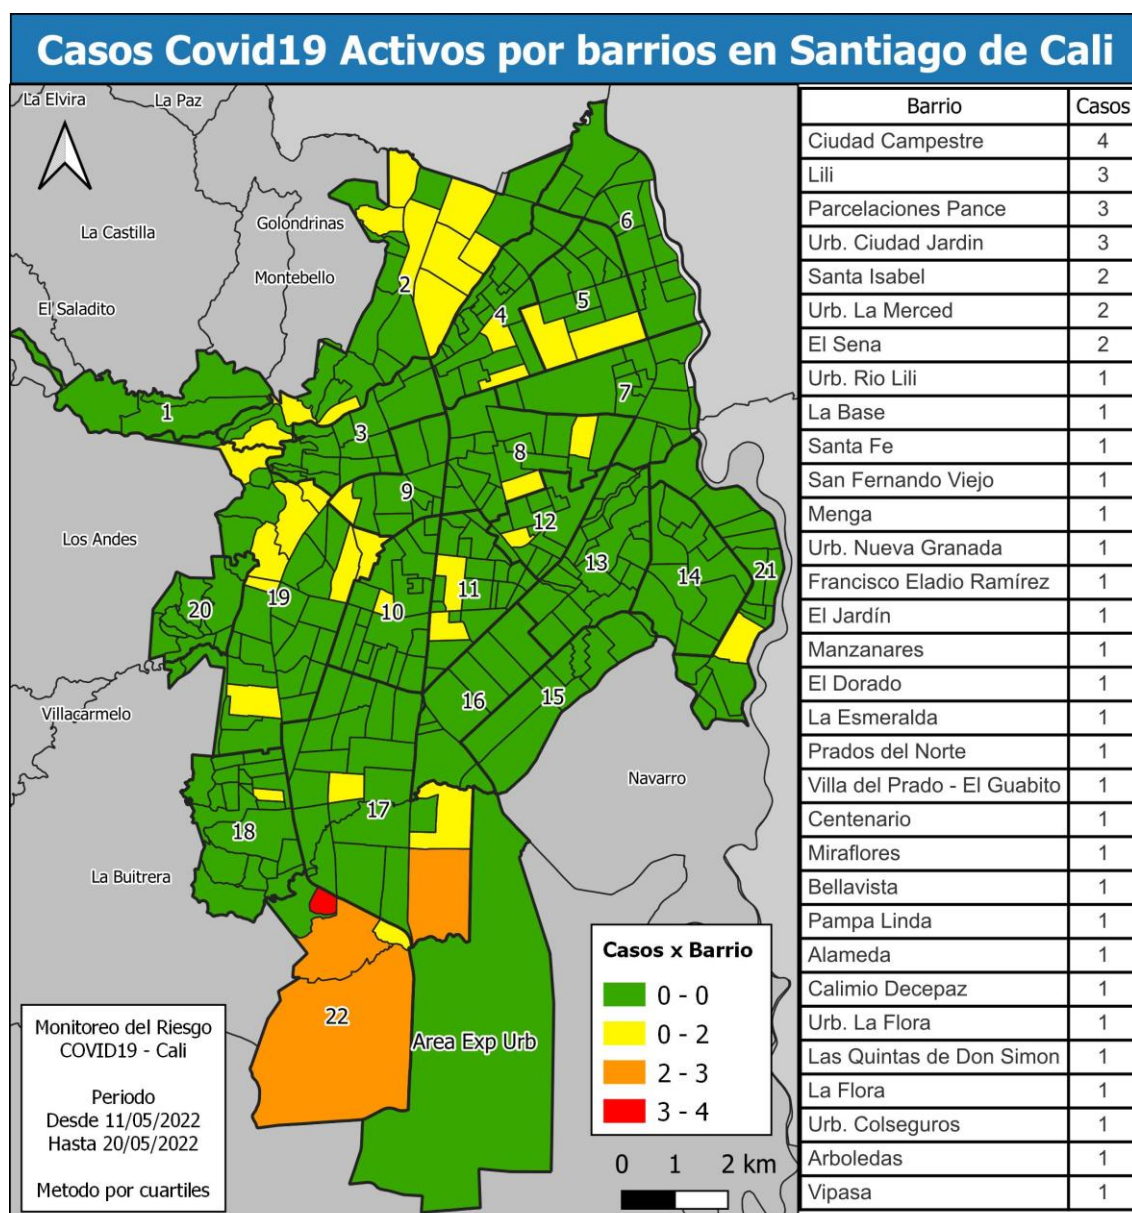 Casos Covid19 Activos por barrios en Santiago de Cali
La Elvira
La Paz
La Castilla
Golondrinas
Montebello
El Saladito
Los Andes
Villacarmelo
La Buitrera
Navarro
1
2
3
4
5
6
7
8
9
10
11
12
13
14
15
16
17
18
19
20
21
22
Area Exp Urb
Casos x Barrio
0 - 0
0 - 2
2 - 3
3 - 4
0 1 2 km
Monitoreo del Riesgo
COVID19 - Cali
Periodo
Desde 11/05/2022
Hasta 20/05/2022
Metodo por cuartiles
Barrio Casos
Ciudad Campestre 4
Lili 3
Parcelaciones Pance 3
Urb. Ciudad Jardin 3
Santa Isabel 2
Urb. La Merced 2
El Sena 2
Urb. Rio Lili 1
La Base 1
Santa Fe 1
San Fernando Viejo 1
Menga 1
Urb. Nueva Granada 1
Francisco Eladio Ramírez 1
El Jardín 1
Manzanares 1
El Dorado 1
La Esmeralda 1
Prados del Norte 1
Villa del Prado - El Guabito 1
Centenario 1
Miraflores 1
Bellavista 1
Pampa Linda 1
Alameda 1
Calimio Decepaz 1
Urb. La Flora 1
Las Quintas de Don Simon 1
La Flora 1
Urb. Colseguros 1
Arboledas 1
Vipasa 1